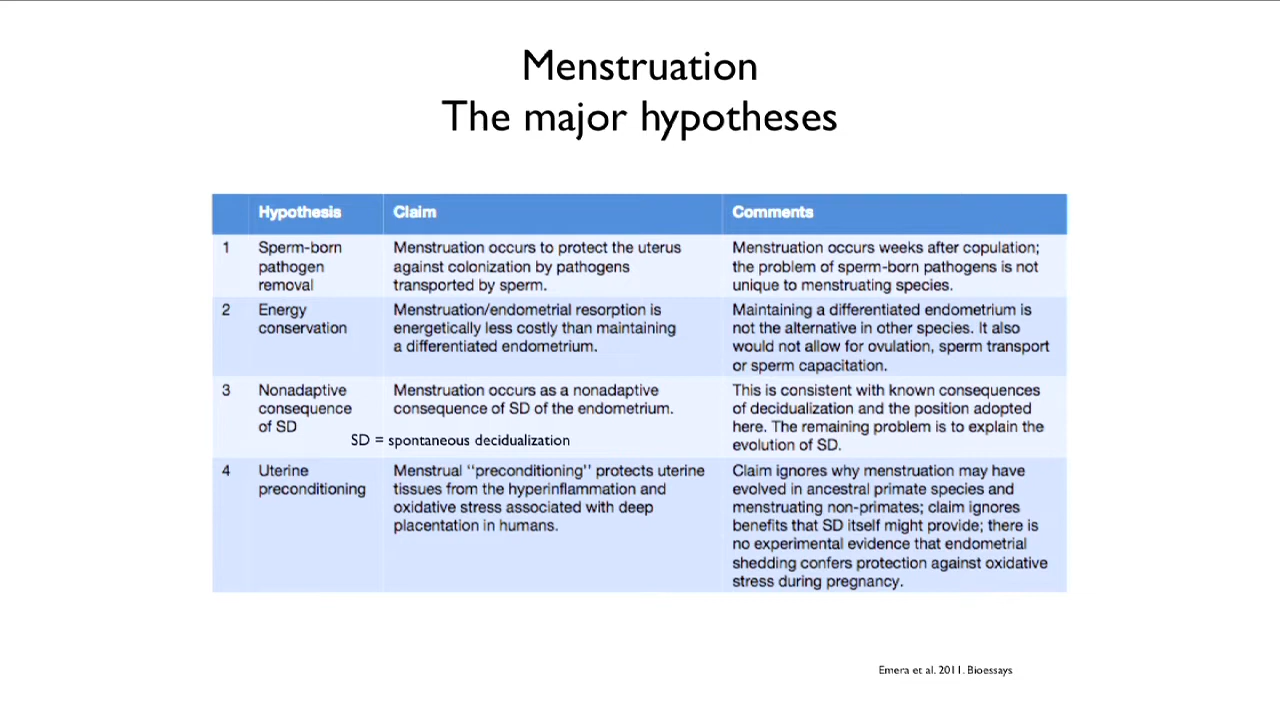 Menstruation
The major hypotheses
Hypothesis Claim Comments
1 Sperm-born Menstruation occurs to protect the uterus Menstruation occurs weeks after copulation;
pathogen against colonization by pathogens the problem of sperm-born pathogens is not
removal transported by sperm. unique to menstruating species.
2 Energy Menstruation/endometrial resorption is Maintaining a differentiated endometrium is
conservation energetically less costly than maintaining not the alternative in other species. It also
a differentiated endometrium. would not allow for ovulation, sperm transport
or sperm capacitation.
3 Nonadaptive Menstruation occurs as a nonadaptive This is consistent with known consequences
consequence consequence of SD of the endometrium. of decidualization and the position adopted
of SD here. The remaining problem is to explain the
SD = spontaneous decidualization evolution of SD.
4 Uterine Menstrual "preconditioning" protects uterine Claim ignores why menstruation may have
preconditioning tissues from the hyperinflammation and evolved in ancestral primate species and
oxidative stress associated with deep menstruating non-primates; claim ignores
placentation in humans. benefits that SD itself might provide; there is
no experimental evidence that endometrial
shedding confers protection against oxidative
stress during pregnancy.
Emera et al. 2011. Bioessays